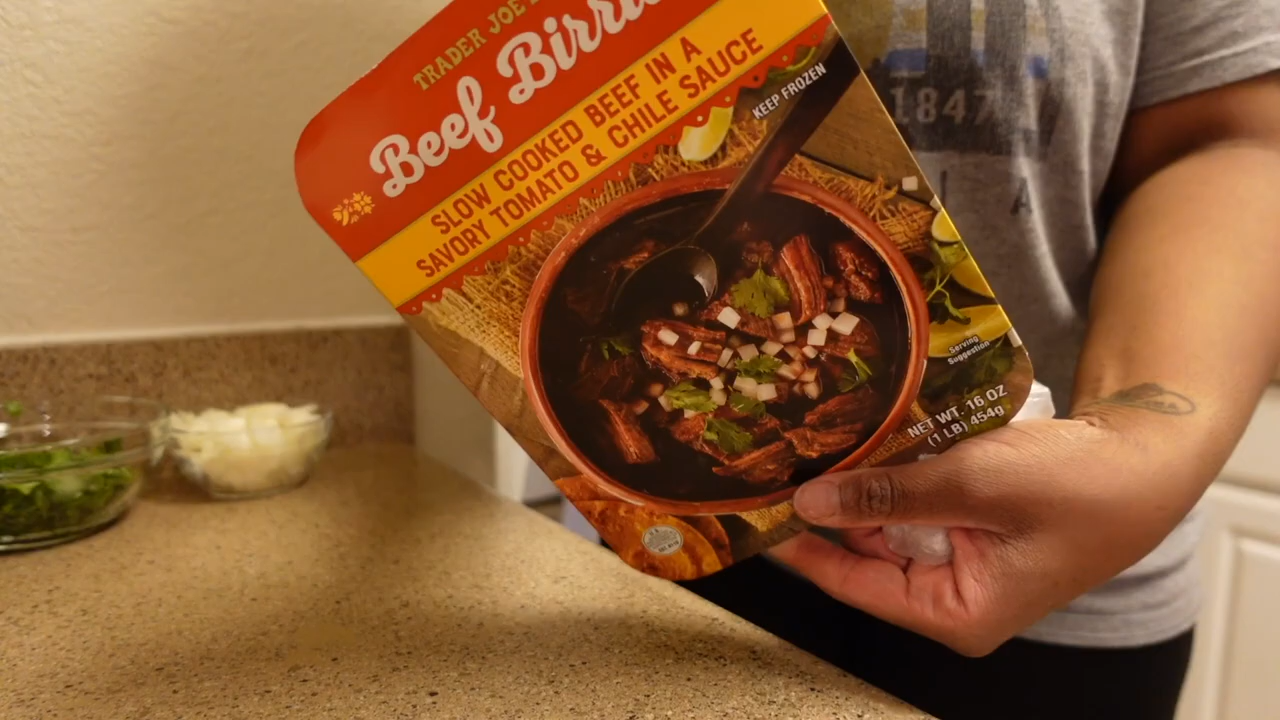 TRADER JOE'S
Beef Birria
SLOW COOKED BEEF IN A
SAVORY TOMATO & CHILE SAUCE
KEEP FROZEN
1847
Serving
Suggestion
NET WT. 16 OZ
(1 LB) 454g